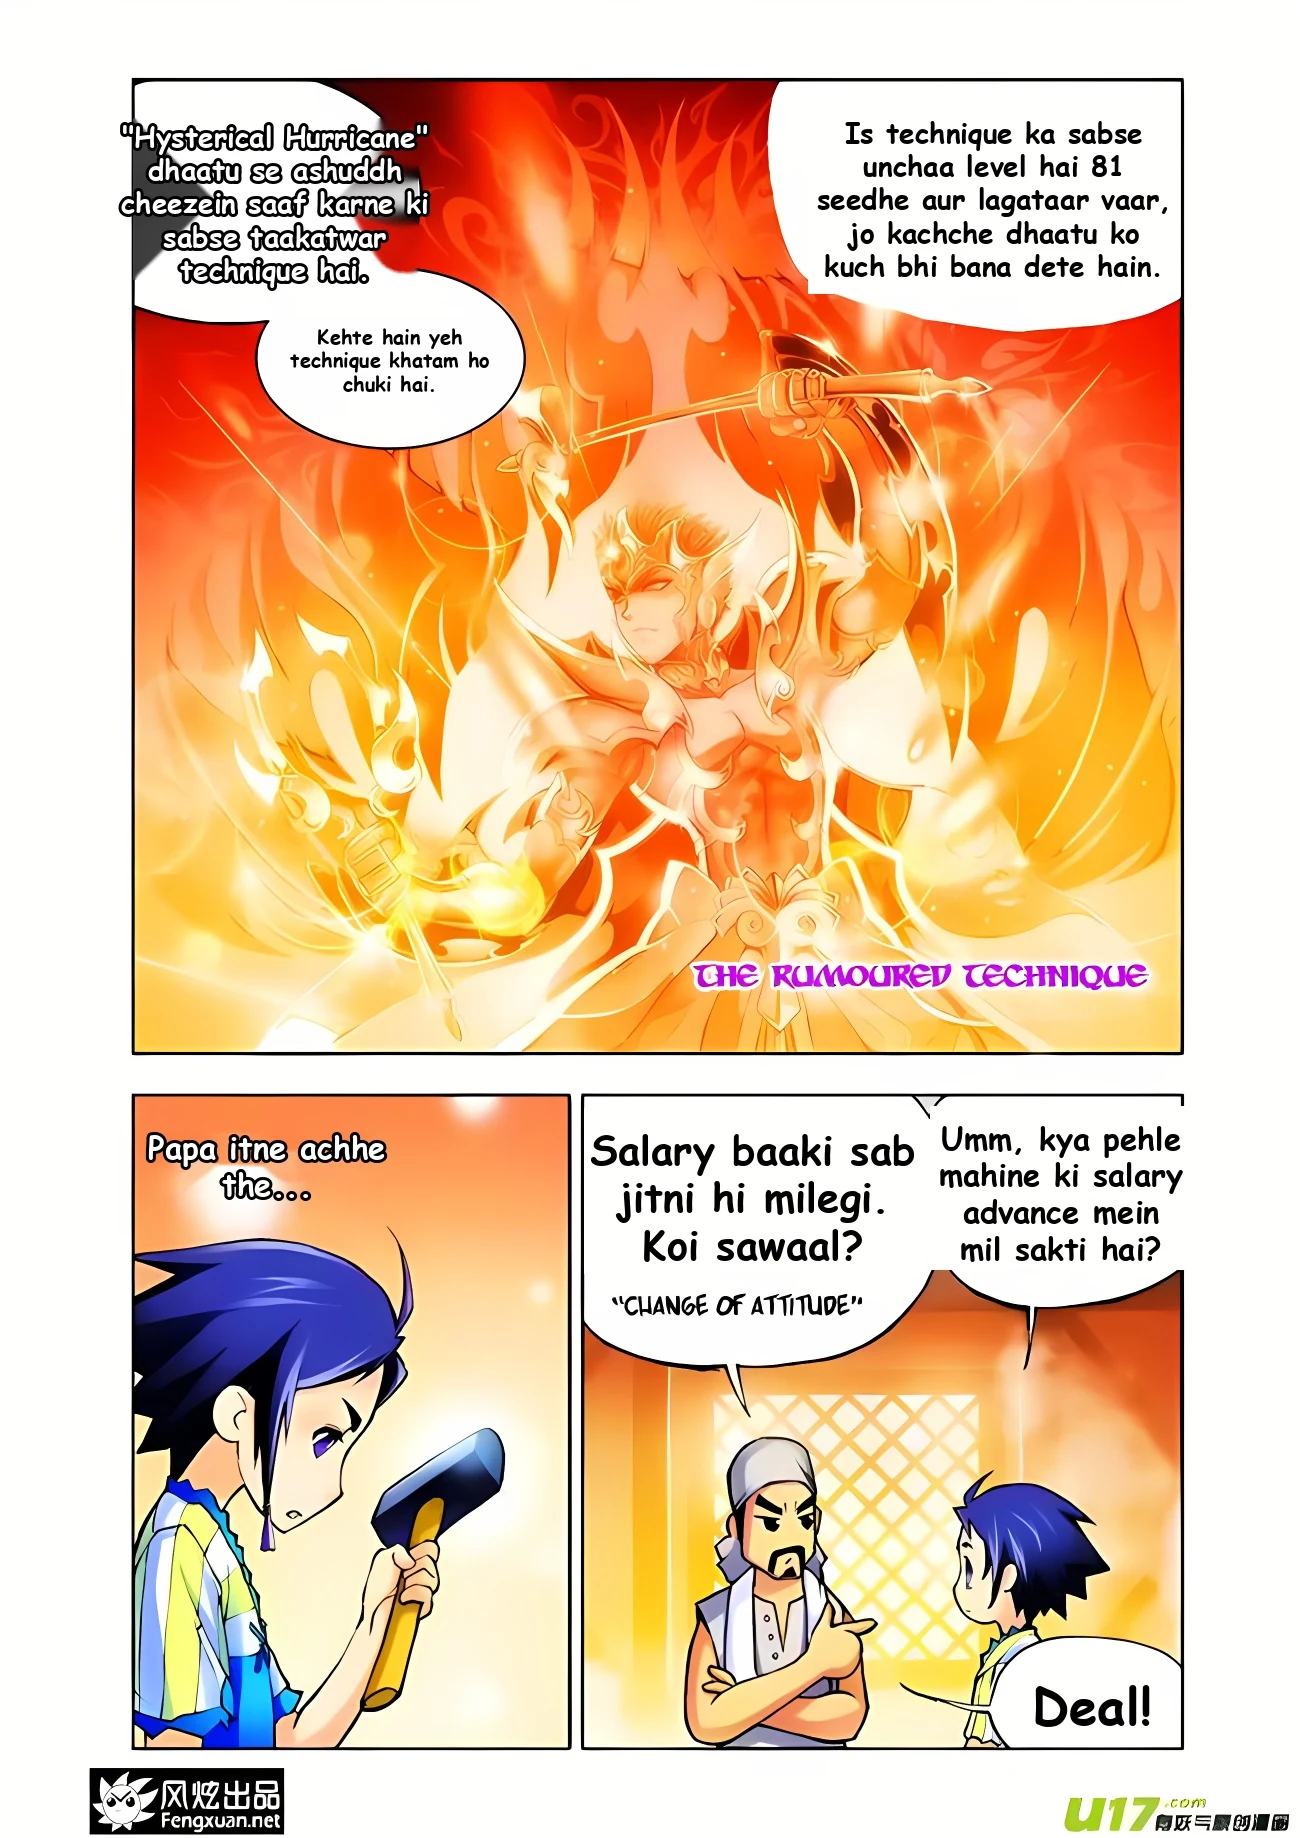 "Hysterical Hurricane"
dhaatu se ashuddh
cheezein saaf karne ki
sabse taakatwar
technique hai.
Is technique ka sabse
unchaa level hai 81
seedhe aur lagataar vaar,
jo kachche dhaatu ko
kuch bhi bana dete hain.
Kehte hain yeh
technique khatam ho
chuki hai.
THE RUMOURED TECHNIQUE
Papa itne achhe
the...
Salary baaki sab
jitni hi milegi.
Koi sawaal?
"CHANGE OF ATTITUDE"
Umm, kya pehle
mahine ki salary
advance mein
mil sakti hai?
Deal!
风炫出品
Fengxuan.net
U17.com